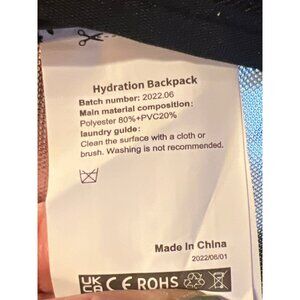 Hydration Backpack
Batch number: 2022.06
Main material composition:
Polyester 80%+PVC20%
laundry guide:
Clean the surface with a cloth or
brush. Washing is not recommended.
Made In China
2022/06/01
UK
CA CE ROHS